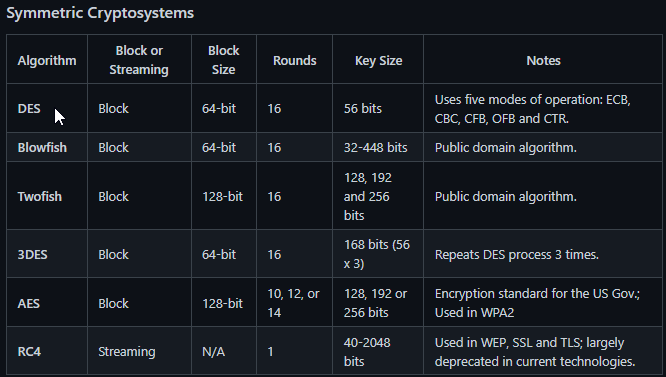 Symmetric Cryptosystems
Algorithm | Block or Streaming | Block Size | Rounds | Key Size | Notes
DES | Block | 64-bit | 16 | 56 bits | Uses five modes of operation: ECB, CBC, CFB, OFB and CTR.
Blowfish | Block | 64-bit | 16 | 32-448 bits | Public domain algorithm.
Twofish | Block | 128-bit | 16 | 128, 192 and 256 bits | Public domain algorithm.
3DES | Block | 64-bit | 16 | 168 bits (56 x 3) | Repeats DES process 3 times.
AES | Block | 128-bit | 10, 12, or 14 | 128, 192 or 256 bits | Encryption standard for the US Gov.; Used in WPA2
RC4 | Streaming | N/A | 1 | 40-2048 bits | Used in WEP, SSL and TLS; largely deprecated in current technologies.